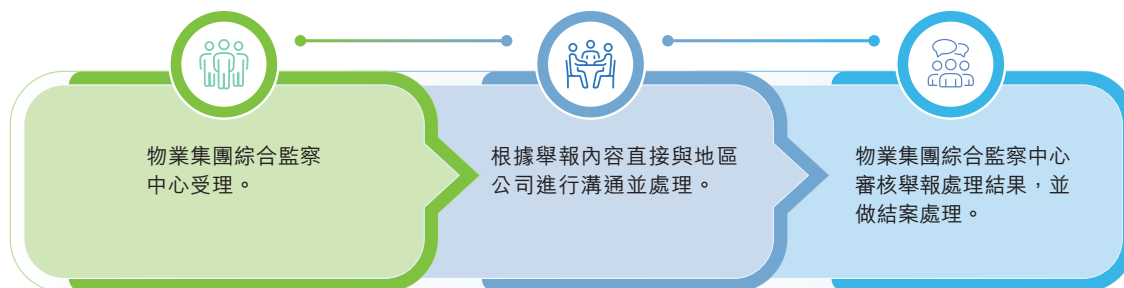 物業集團綜合監察
中心受理。
根據舉報內容直接與地區
公司進行溝通並處理。
物業集團綜合監察中心
審核舉報處理結果，並
做結案處理。